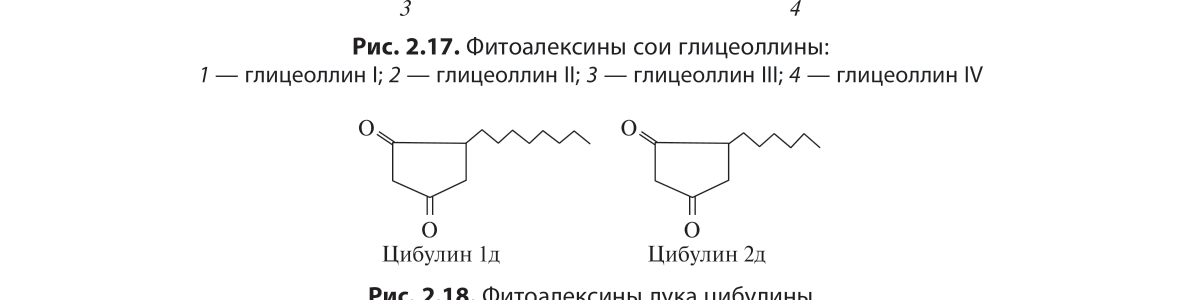 3 4
Рис. 2.17. Фитоалексины сои глицеоллины:
1 — глицеоллин I; 2 — глицеоллин II; 3 — глицеоллин III; 4 — глицеоллин IV
O O
O O
Цибулин 1д Цибулин 2д
Рис. 2.18. Фитоалексины лука цибулины